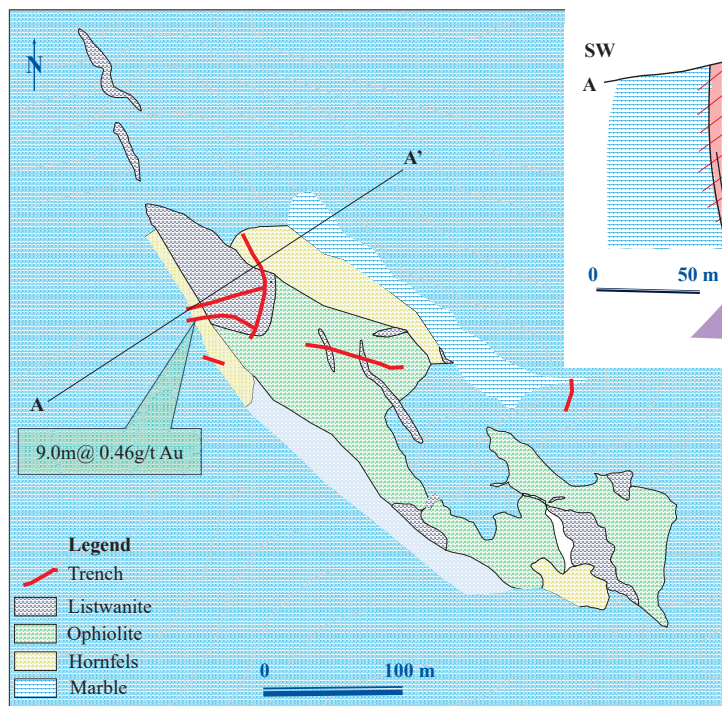 N
SW
A
A'
0 50 m
A
9.0m@ 0.46g/t Au
Legend
Trench
Listwanite
Ophiolite
Hornfels
Marble
0 100 m